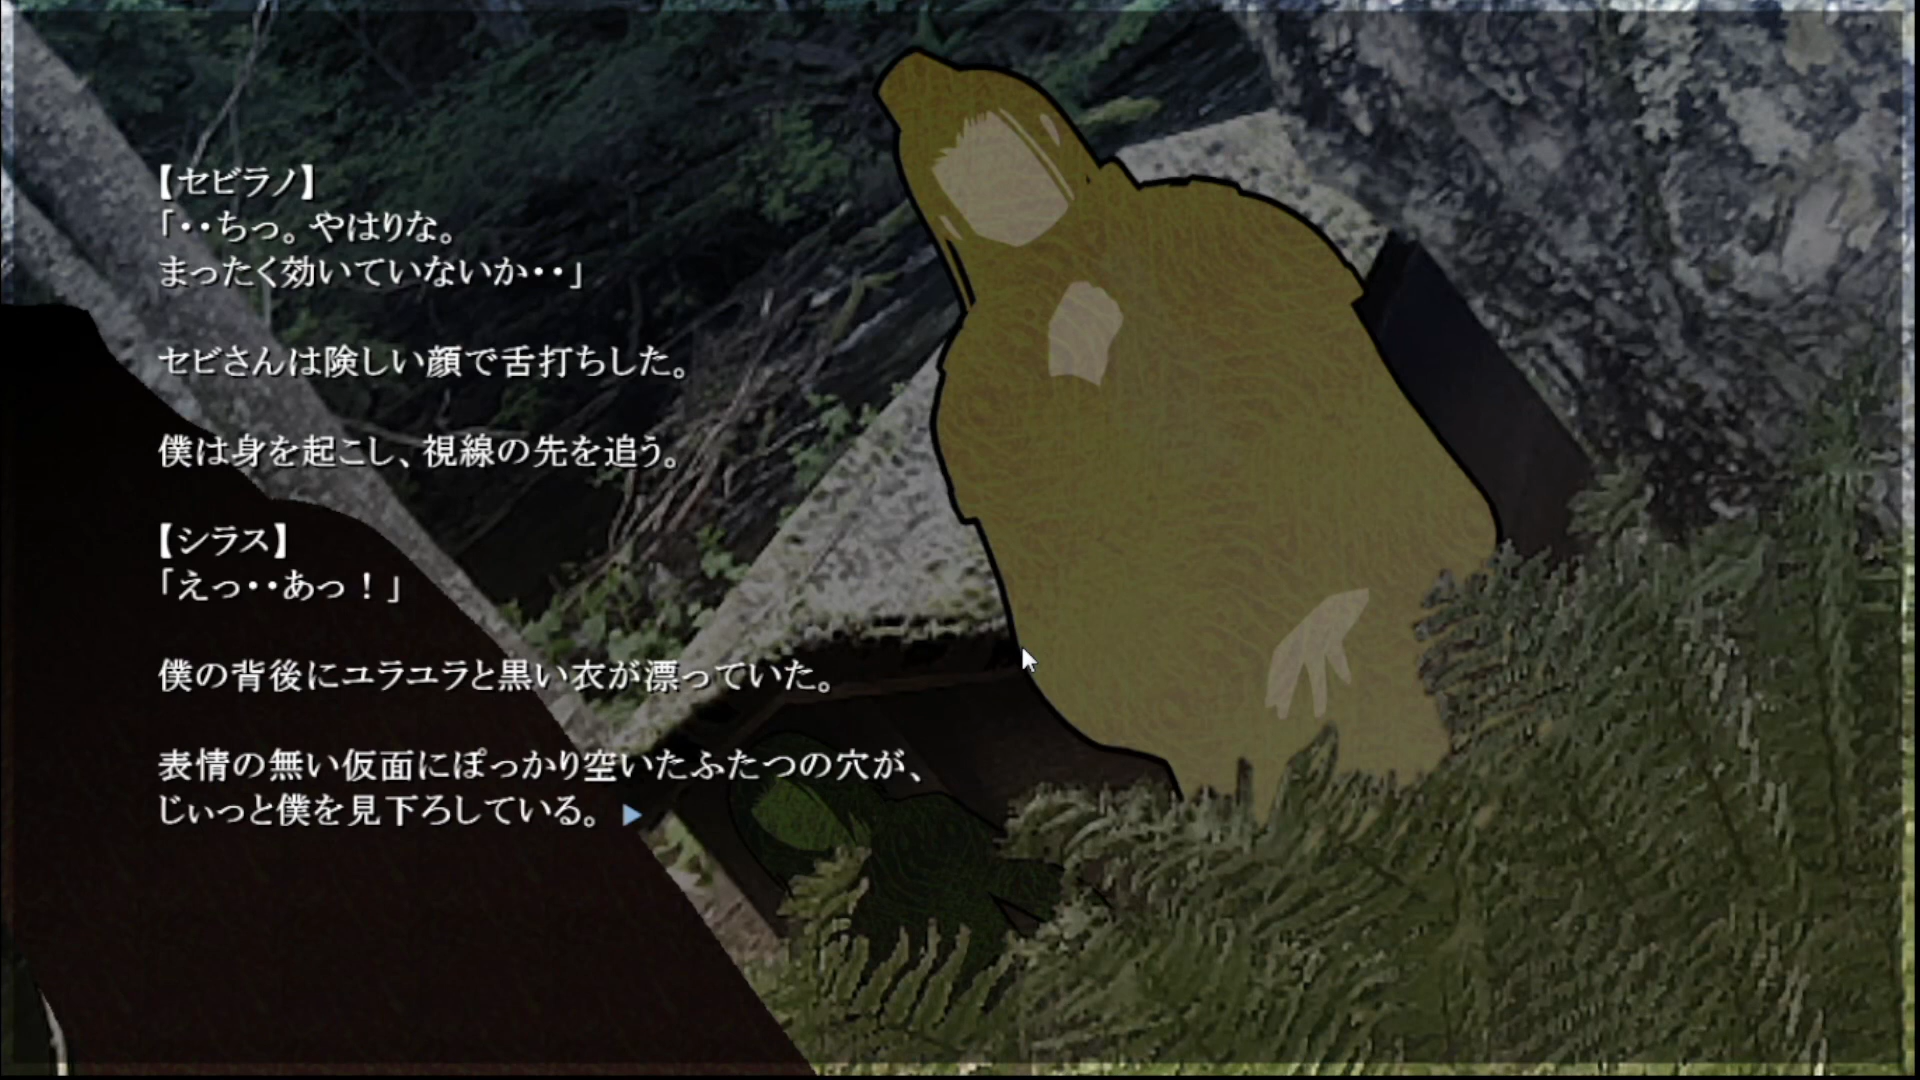 【セビラノ】
「・・ちっ。やはりな。
まったく効いていないか・・」
セビさんは険しい顔で舌打ちした。
僕は身を起こし、視線の先を追う。
【シラス】
「えっ・・あっ！」
僕の背後にユラユラと黒い衣が漂っていた。
表情の無い仮面にぽっかり空いたふたつの穴が、
じぃっと僕を見下ろしている。